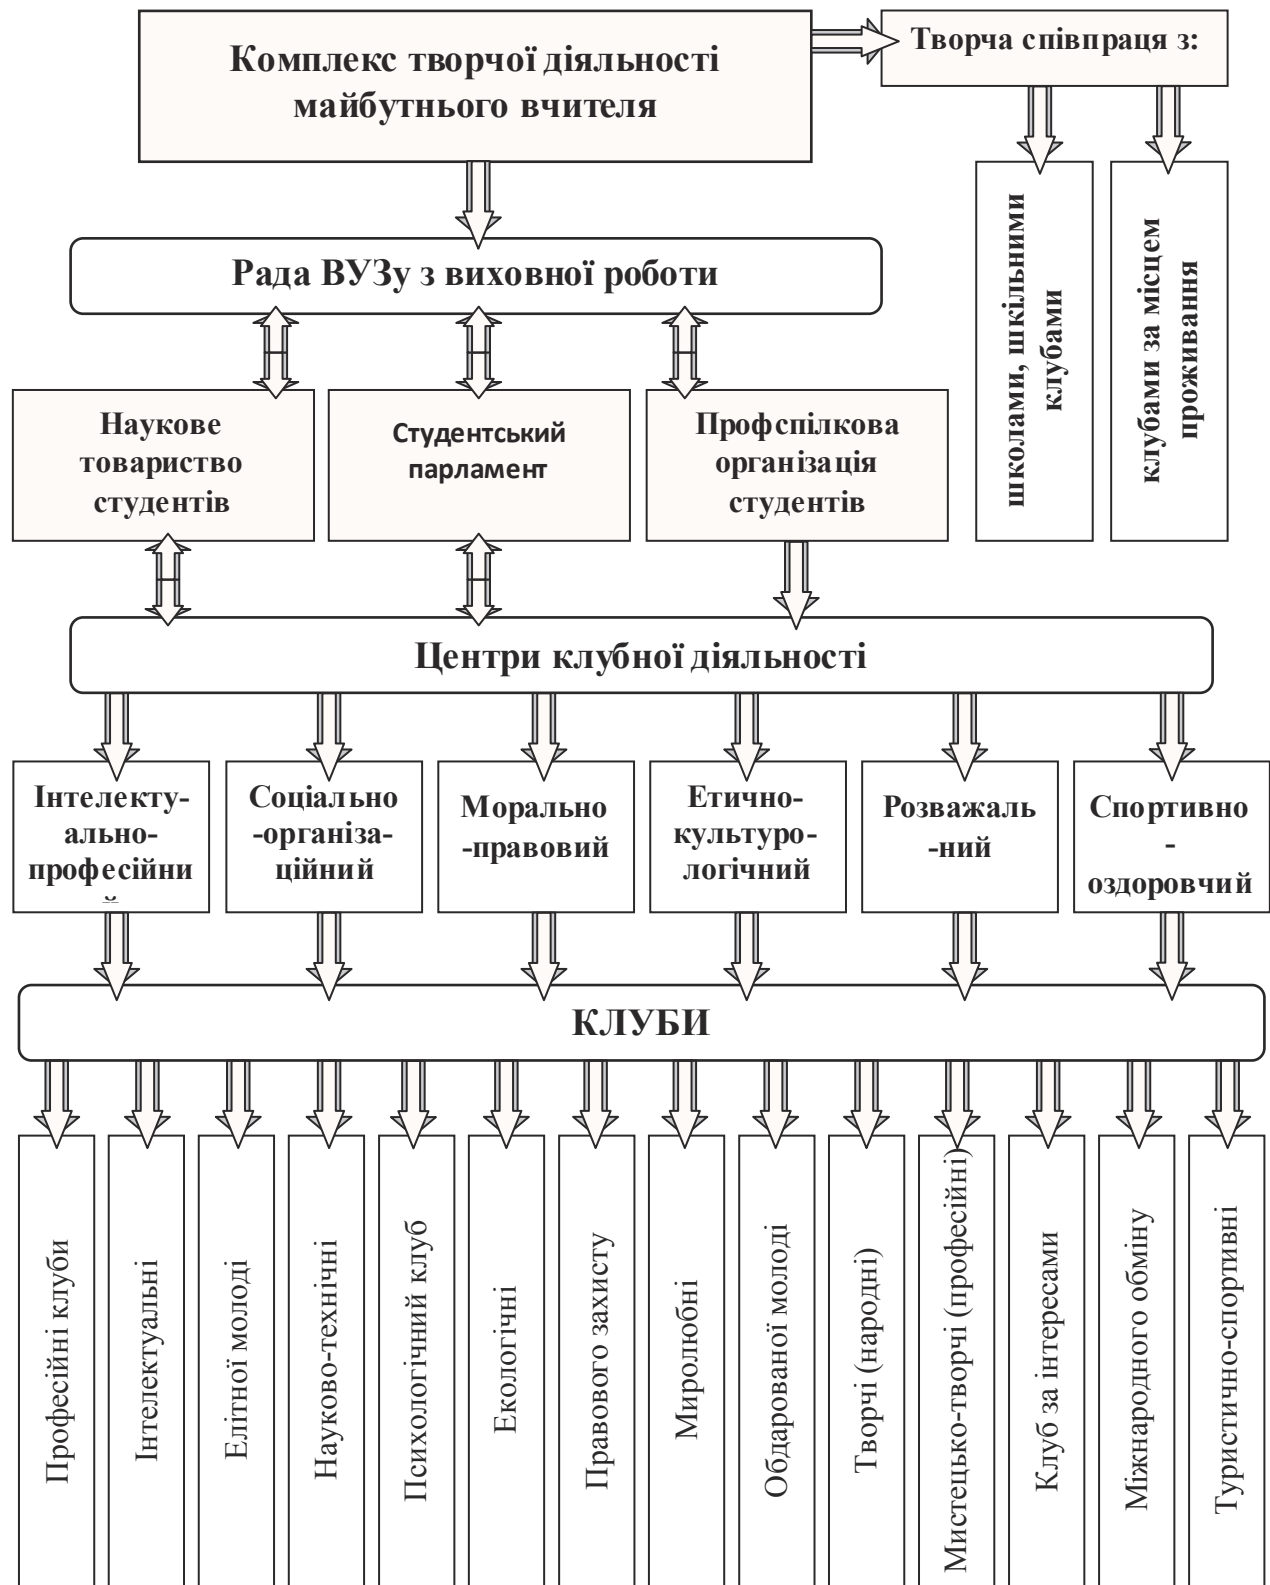 Комплекс творчої діяльності
майбутнього вчителя
Творча співпраця з:
школами, шкільними
клубами
клубами за місцем
проживання
Рада ВУЗу з виховної роботи
Наукове
товариство
студентів
Студентський
парламент
Профспілкова
організація
студентів
Центри клубної діяльності
Інтелекту-
ально-
професійни
й
Соціально
-організа-
ційний
Морально
-правовий
Етично-
культуро-
логічний
Розважаль
-ний
Спортивно
-
оздоровчий
КЛУБИ
Професійні клуби
Інтелектуальні
Елітної молоді
Науково-технічні
Психологічний клуб
Екологічні
Правового захисту
Миролюбні
Обдарованої молоді
Творчі (народні)
Мистецько-творчі (професійні)
Клуб за інтересами
Міжнародного обміну
Туристично-спортивні